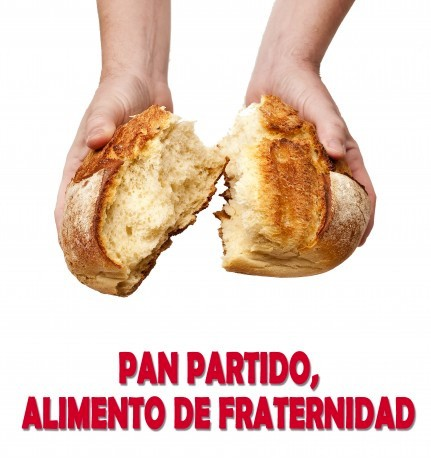 PAN PARTIDO,
ALIMENTO DE FRATERNIDAD